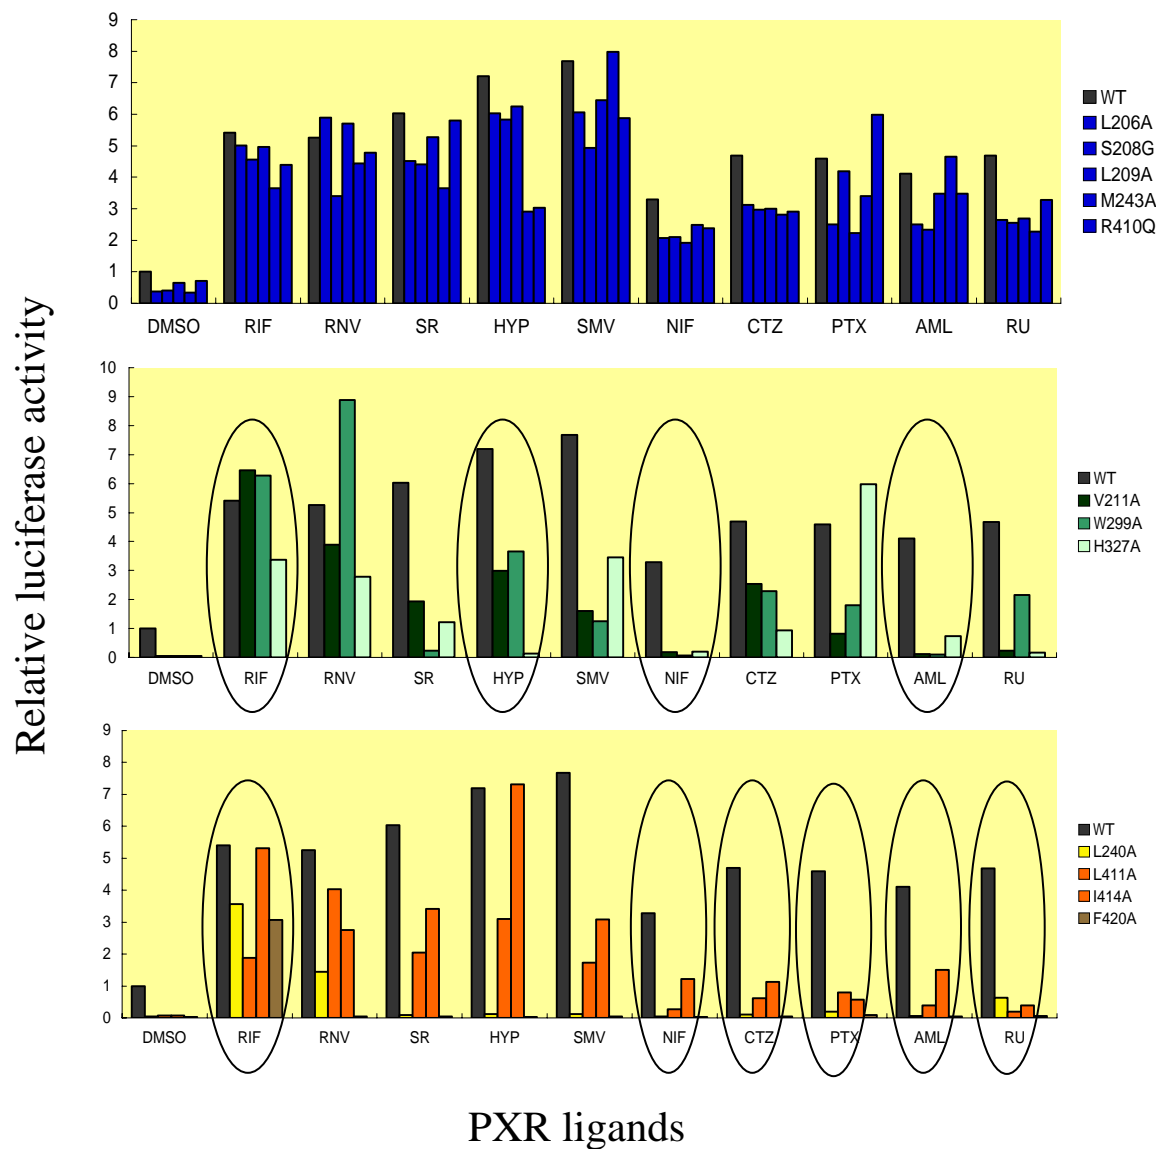 9
8
7
6
5
4
3
2
1
0
DMSO RIF RNV SR HYP SMV NIF CTZ PTX AML RU
WT
L206A
S208G
L209A
M243A
R410Q
Relative luciferase activity
10
9
8
7
6
5
4
3
2
1
0
DMSO RIF RNV SR HYP SMV NIF CTZ PTX AML RU
WT
V211A
W299A
H327A
9
8
7
6
5
4
3
2
1
0
DMSO RIF RNV SR HYP SMV NIF CTZ PTX AML RU
WT
L240A
L411A
I414A
F420A
PXR ligands